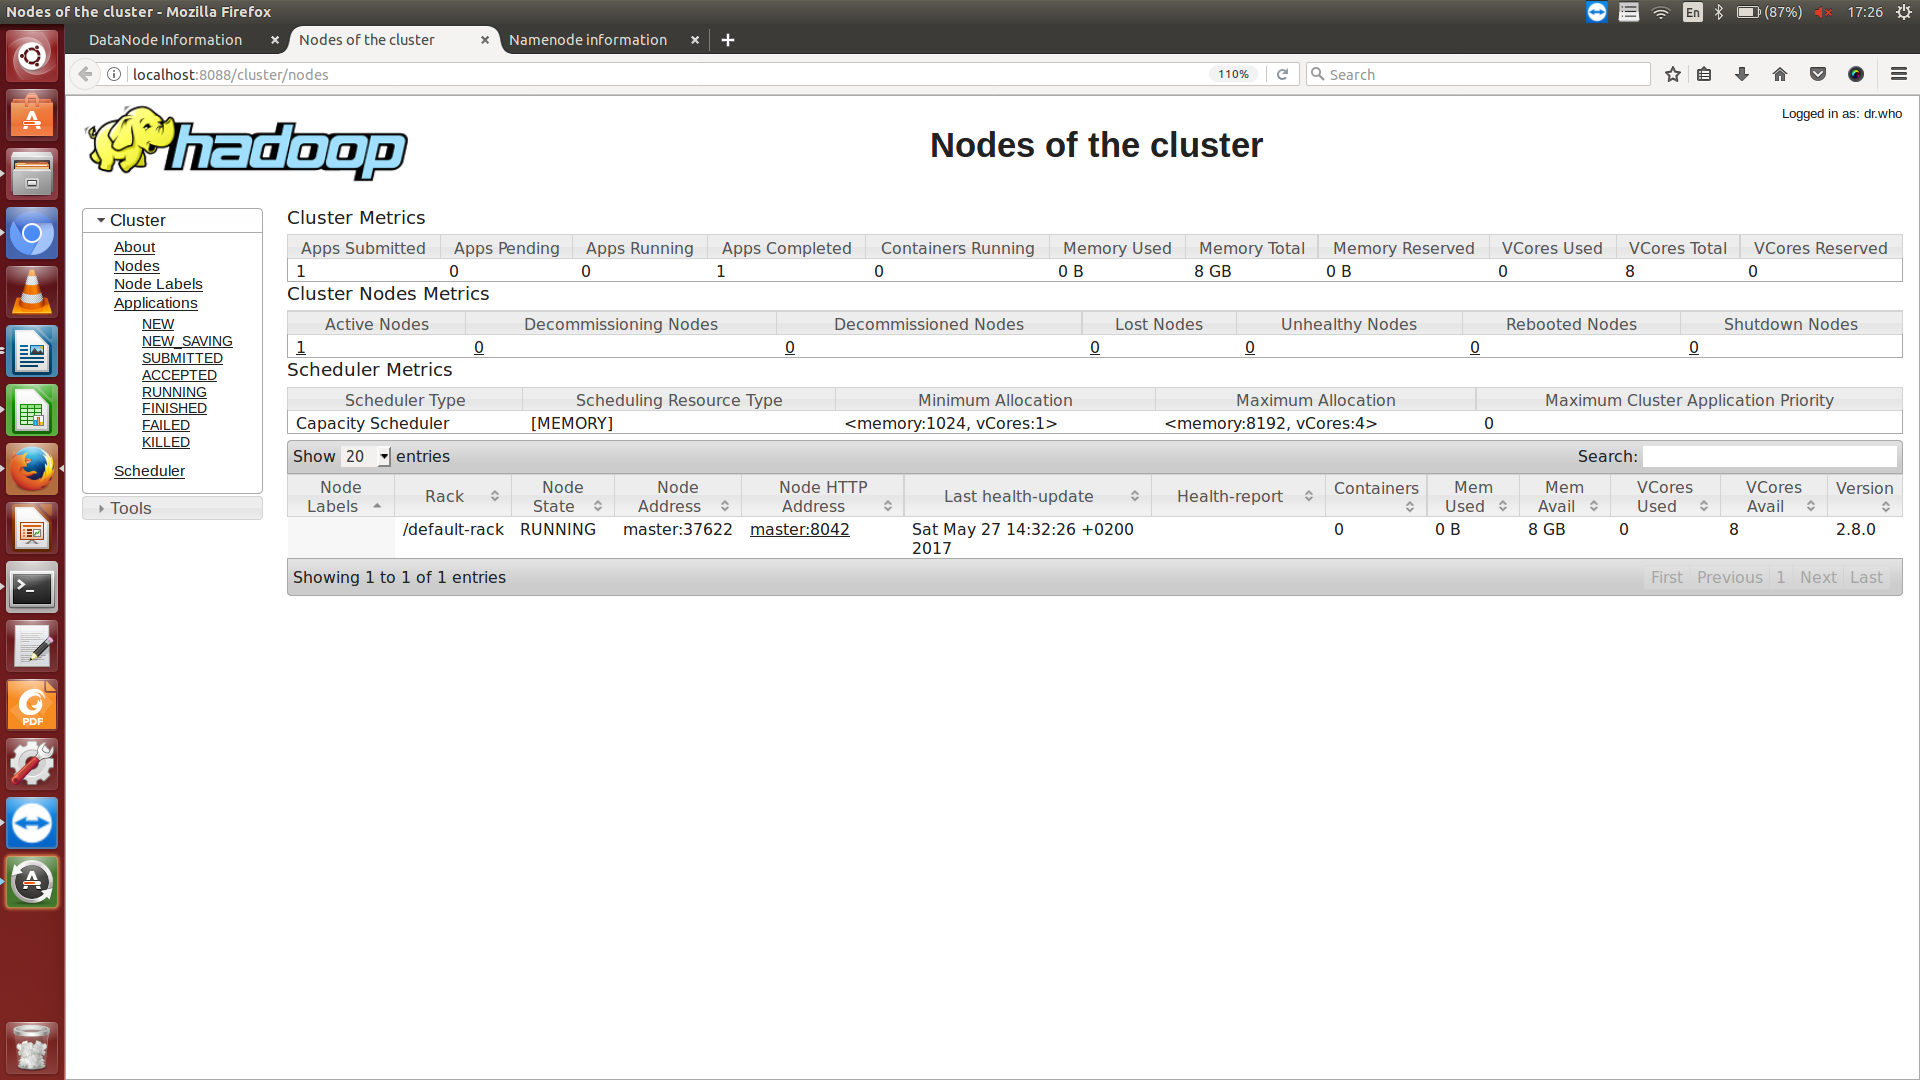 Nodes of the cluster - Mozilla Firefox
En
(87%)
17:26
DataNode Information
Nodes of the cluster
Namenode information
localhost:8088/cluster/nodes
110%
Search
hadoop
Nodes of the cluster
Logged in as: dr.who
Cluster
About
Nodes
Node Labels
Applications
NEW
NEW_SAVING
SUBMITTED
ACCEPTED
RUNNING
FINISHED
FAILED
KILLED
Scheduler
Tools
Cluster Metrics
Apps Submitted Apps Pending Apps Running Apps Completed Containers Running Memory Used Memory Total Memory Reserved VCores Used VCores Total VCores Reserved
1 0 0 1 0 0 B 8 GB 0 B 0 8 0
Cluster Nodes Metrics
Active Nodes Decommissioning Nodes Decommissioned Nodes Lost Nodes Unhealthy Nodes Rebooted Nodes Shutdown Nodes
1 0 0 0 0 0 0
Scheduler Metrics
Scheduler Type Scheduling Resource Type Minimum Allocation Maximum Allocation Maximum Cluster Application Priority
Capacity Scheduler [MEMORY] <memory:1024, vCores:1> <memory:8192, vCores:4> 0
Show 20 entries Search:
Node Labels Rack Node State Node Address Node HTTP Address Last health-update Health-report Containers Mem Used Mem Avail VCores Used VCores Avail Version
/default-rack RUNNING master:37622 master:8042 Sat May 27 14:32:26 +0200 2017 0 0 B 8 GB 0 8 2.8.0
Showing 1 to 1 of 1 entries First Previous 1 Next Last
PDF